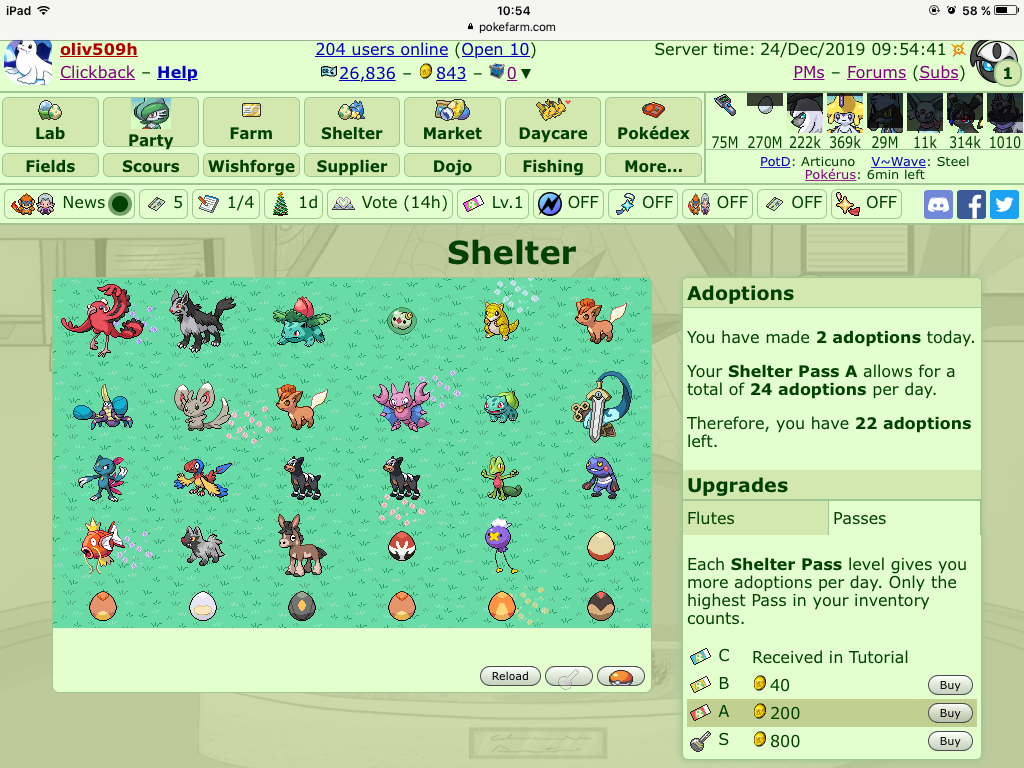 iPad 10:54 58 %
pokefarm.com
oliv509h 204 users online (Open 10) Server time: 24/Dec/2019 09:54:41
Clickback – Help 26,836 – 843 – 0 ▼ PMs – Forums (Subs) 1
Lab Party Farm Shelter Market Daycare Pokédex
75M 270M 222k 369k 29M 11k 314k 1010
Fields Scours Wishforge Supplier Dojo Fishing More...
PotD: Articuno V~Wave: Steel
Pokérus: 6min left
News 5 1/4 1d Vote (14h) Lv.1 OFF OFF OFF OFF OFF
Shelter
Adoptions
You have made 2 adoptions today.
Your Shelter Pass A allows for a
total of 24 adoptions per day.
Therefore, you have 22 adoptions
left.
Upgrades
Flutes Passes
Each Shelter Pass level gives you
more adoptions per day. Only the
highest Pass in your inventory
counts.
C Received in Tutorial
B 40 Buy
A 200 Buy
S 800 Buy
Reload